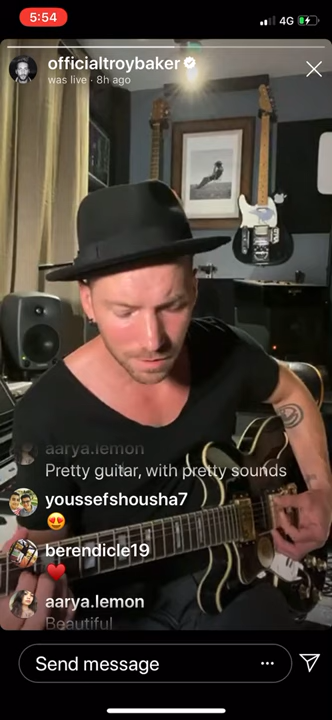 5:54
4G
officialtroybaker
was live · 8h ago
aarya.lemon
Pretty guitar, with pretty sounds
youssefshousha7
berendicle19
aarya.lemon
Beautiful
Send message